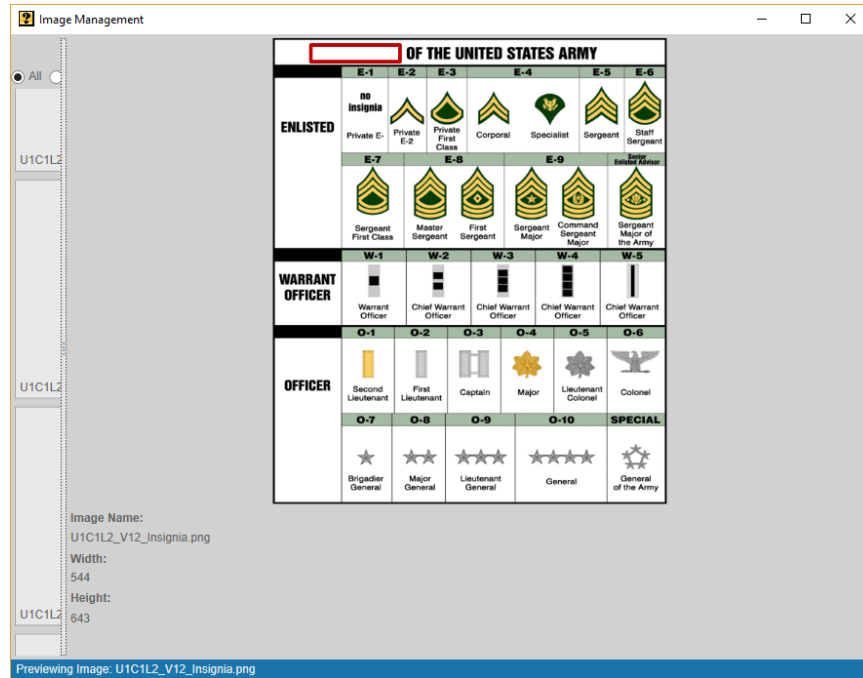 Image Management
All
OF THE UNITED STATES ARMY
E-1 E-2 E-3 E-4 E-5 E-6
ENLISTED
no insignia
Private E-
Private E-2
Private First Class
Corporal
Specialist
Sergeant
Staff Sergeant
E-7 E-8 E-9 Senior Enlisted Advisor
Sergeant First Class
Master Sergeant
First Sergeant
Sergeant Major
Command Sergeant Major
Sergeant Major of the Army
W-1 W-2 W-3 W-4 W-5
WARRANT OFFICER
Warrant Officer
Chief Warrant Officer
Chief Warrant Officer
Chief Warrant Officer
Chief Warrant Officer
O-1 O-2 O-3 O-4 O-5 O-6
OFFICER
Second Lieutenant
First Lieutenant
Captain
Major
Lieutenant Colonel
Colonel
O-7 O-8 O-9 O-10 SPECIAL
Brigadier General
Major General
Lieutenant General
General
General of the Army
U1C1L2
U1C1L2
U1C1L2
Image Name:
U1C1L2_V12_Insignia.png
Width:
544
Height:
643
Previewing Image: U1C1L2_V12_Insignia.png